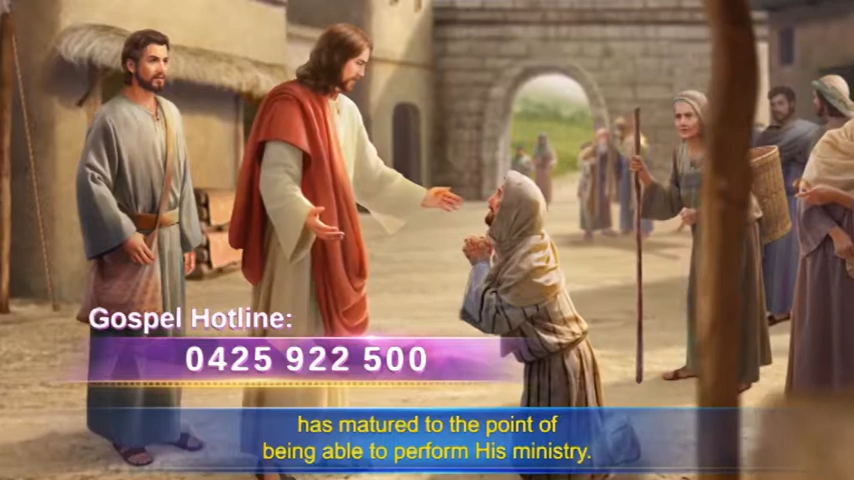 Gospel Hotline:
0425 922 500
has matured to the point of
being able to perform His ministry.